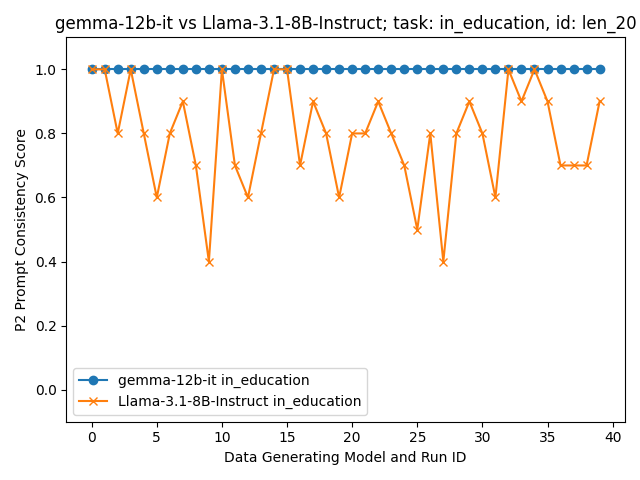 gemma-12b-it vs Llama-3.1-8B-Instruct; task: in_education, id: len_20
P2 Prompt Consistency Score
1.0
0.8
0.6
0.4
0.2
0.0
gemma-12b-it in_education
Llama-3.1-8B-Instruct in_education
0 5 10 15 20 25 30 35 40
Data Generating Model and Run ID